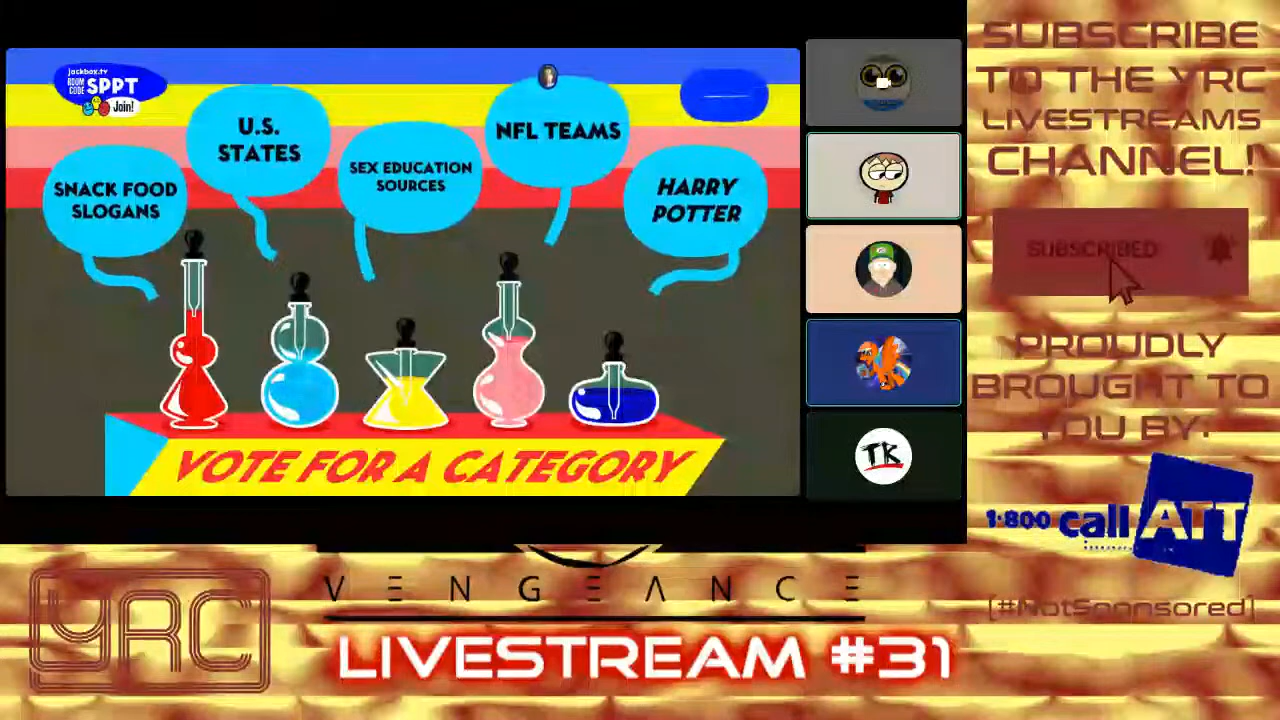 jackbox.tv
ROOM CODE SPPT
Join!
SNACK FOOD
SLOGANS
U.S.
STATES
SEX EDUCATION
SOURCES
NFL TEAMS
HARRY
POTTER
VOTE FOR A CATEGORY
TK
SUBSCRIBE
TO THE YRC
LIVESTREAMS
CHANNEL!
SUBSCRIBED
PROUDLY
BROUGHT TO
YOU BY:
1·800 call ATT
[#NotSponsored]
YRC
VENGEANCE
LIVESTREAM #31